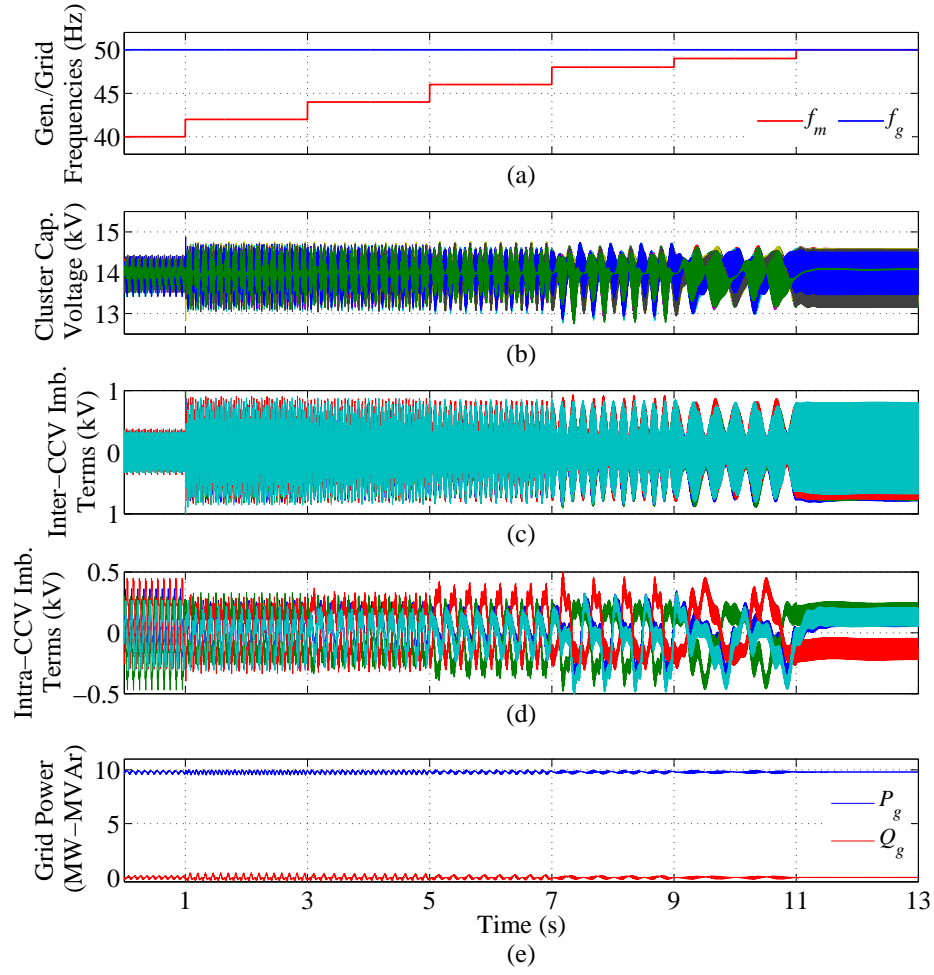 Gen./Grid
Frequencies (Hz)
50
45
40
f_m
f_g
(a)
Cluster Cap.
Voltage (kV)
15
14
13
(b)
Inter−CCV Imb.
Terms (kV)
1
0
1
(c)
Intra−CCV Imb.
Terms (kV)
0.5
0
−0.5
(d)
Grid Power
(MW−MVAr)
10
5
0
P_g
Q_g
1 3 5 7 9 11 13
Time (s)
(e)